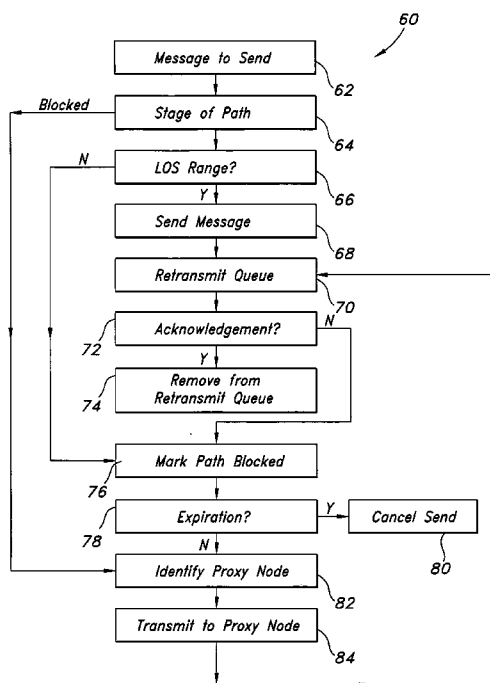 60
Message to Send
62
Blocked
Stage of Path
64
N
LOS Range?
66
Y
Send Message
68
Retransmit Queue
70
Acknowledgement?
N
72
Y
Remove from
Retransmit Queue
74
Mark Path Blocked
76
Expiration?
Y
Cancel Send
78
80
N
Identify Proxy Node
82
Transmit to Proxy Node
84